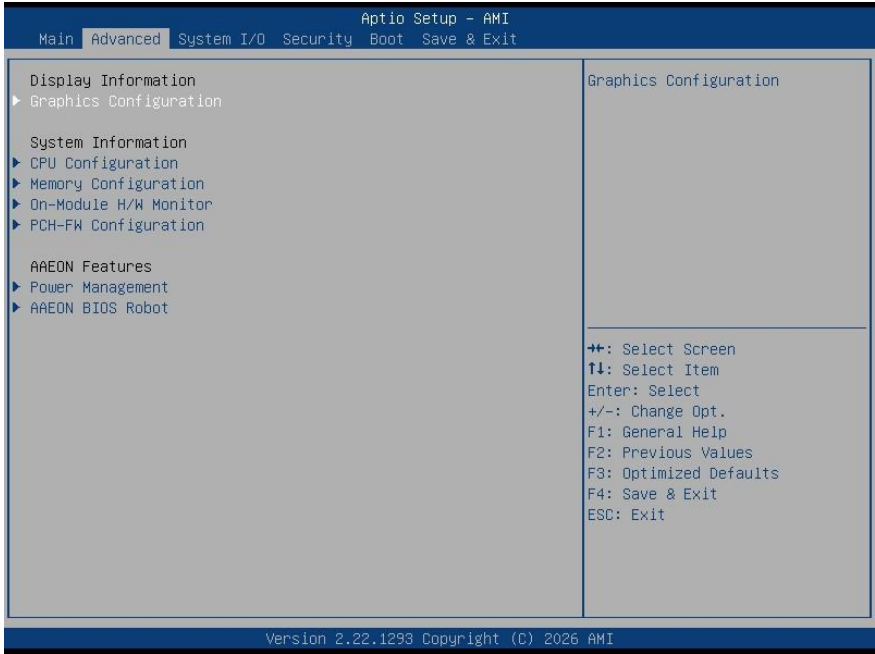 Aptio Setup - AMI
Main Advanced System I/O Security Boot Save & Exit
Display Information
Graphics Configuration
System Information
CPU Configuration
Memory Configuration
On-Module H/W Monitor
PCH-FW Configuration
AAEON Features
Power Management
AAEON BIOS Robot
Graphics Configuration
→←: Select Screen
↑↓: Select Item
Enter: Select
+/-: Change Opt.
F1: General Help
F2: Previous Values
F3: Optimized Defaults
F4: Save & Exit
ESC: Exit
Version 2.22.1293 Copyright (C) 2026 AMI